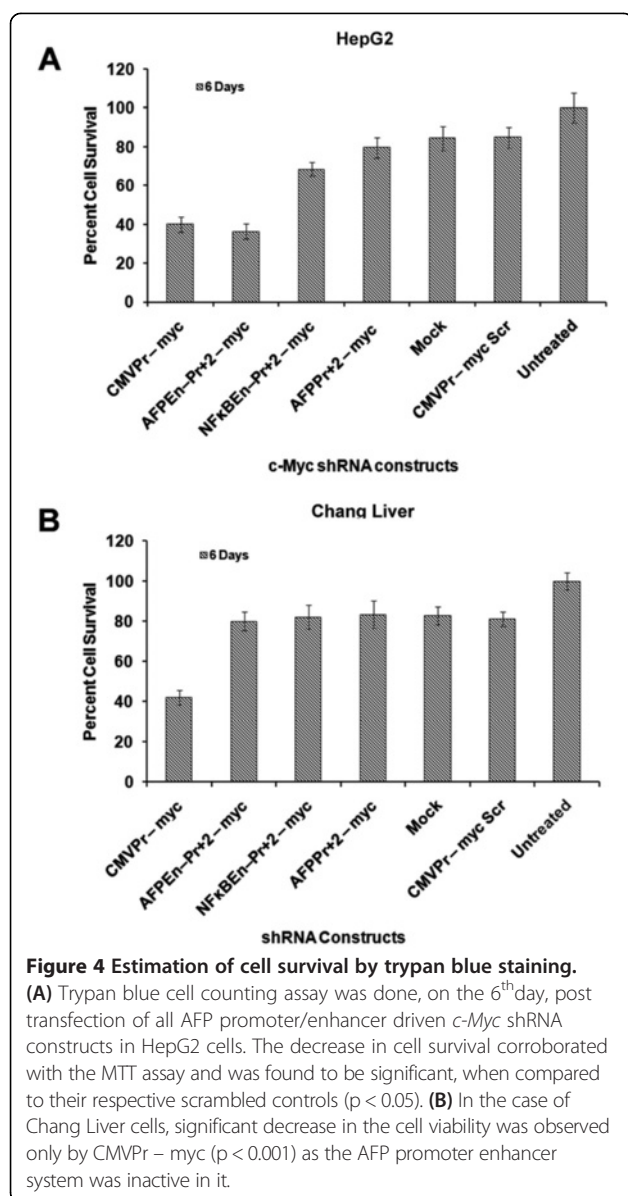 A
HepG2
120
100
80
60
40
20
0
Percent Cell Survival
6 Days
CMVPr – myc
AFPEn–Pr+2 – myc
NFκBEn–Pr+2 – myc
AFPPr+2 – myc
Mock
CMVPr – myc Scr
Untreated
c-Myc shRNA constructs
B
Chang Liver
120
100
80
60
40
20
0
Percent Cell Survival
6 Days
CMVPr – myc
AFPEn–Pr+2 – myc
NFκBEn–Pr+2 – myc
AFPPr+2 – myc
Mock
CMVPr – myc Scr
Untreated
shRNA Constructs
Figure 4 Estimation of cell survival by trypan blue staining.
(A) Trypan blue cell counting assay was done, on the 6th day, post
transfection of all AFP promoter/enhancer driven c-Myc shRNA
constructs in HepG2 cells. The decrease in cell survival corroborated
with the MTT assay and was found to be significant, when compared
to their respective scrambled controls (p < 0.05). (B) In the case of
Chang Liver cells, significant decrease in the cell viability was observed
only by CMVPr – myc (p < 0.001) as the AFP promoter enhancer
system was inactive in it.